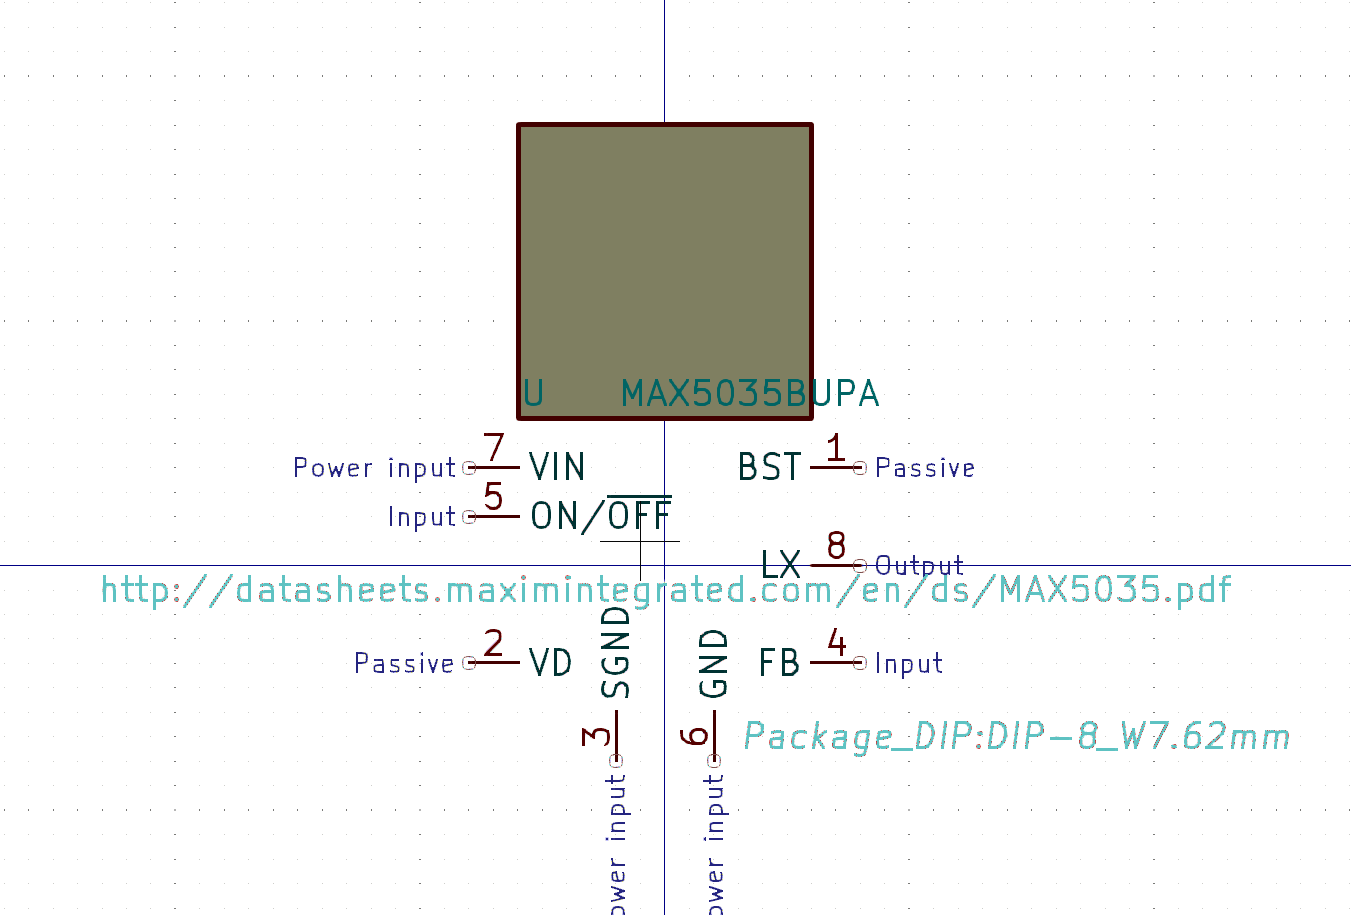 U MAX5035BUPA
Power input 7 VIN BST 1 Passive
Input 5 ON/OFF
LX 8 Output
http://datasheets.maximintegrated.com/en/ds/MAX5035.pdf
Passive 2 VD SGND GND FB 4 Input
3 6 Package_DIP:DIP-8_W7.62mm
ower input ower input